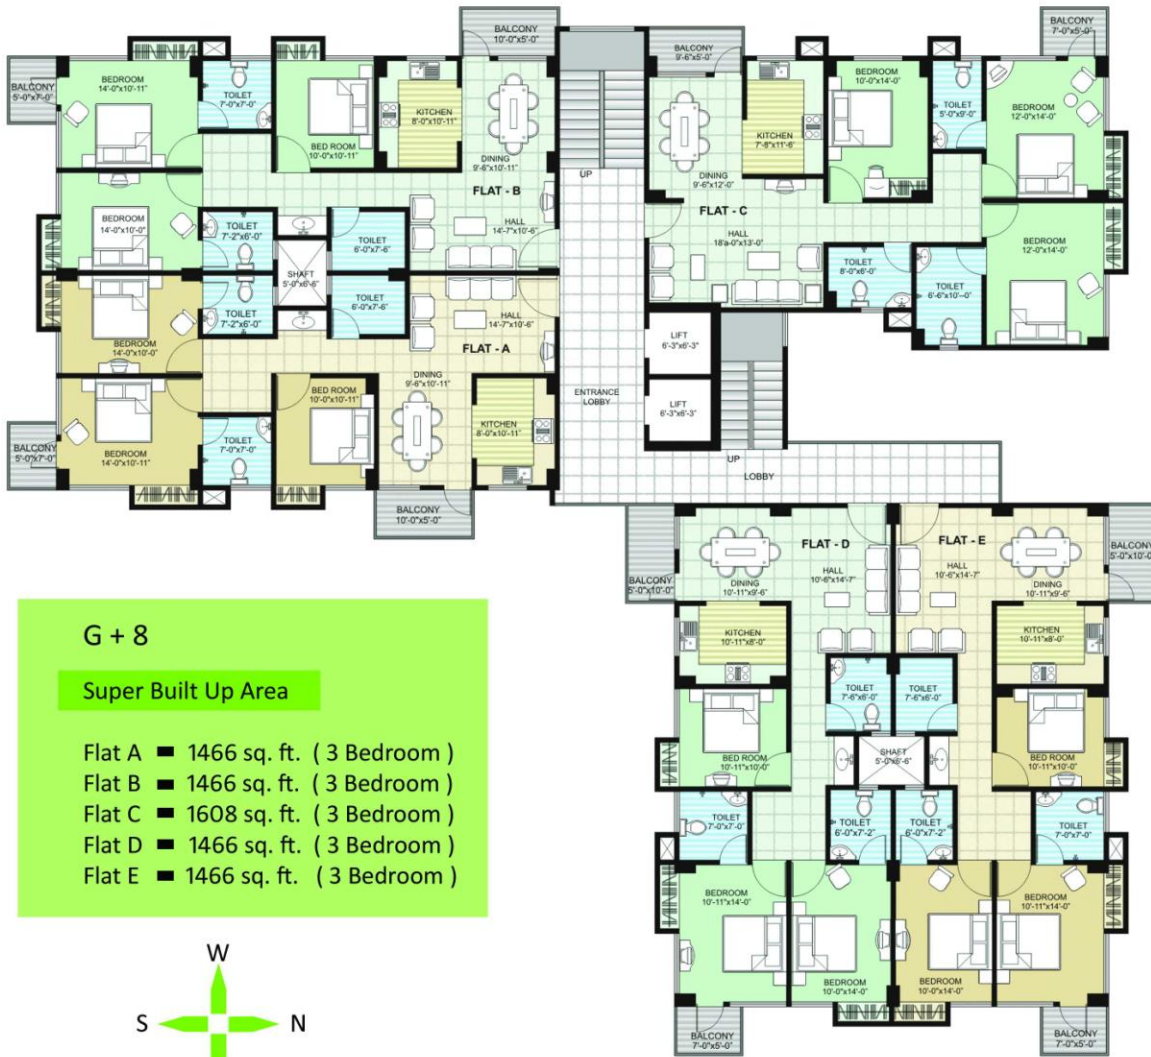 BALCONY
10'-0"x5'-0"
BALCONY
5'-0"x7'-0"
BEDROOM
14'-0"x10'-11"
TOILET
7'-0"x7'-0"
BED ROOM
10'-0"x10'-11"
KITCHEN
8'-0"x10'-11"
DINING
9'-6"x10'-11"
FLAT - B
HALL
14'-7"x10'-6"
BEDROOM
14'-0"x10'-0"
TOILET
7'-2"x6'-0"
TOILET
6'-0"x7'-6"
SHAFT
5'-0"x6'-6"
UP
BALCONY
9'-6"x5'-0"
KITCHEN
7'-8"x11'-6"
DINING
9'-6"x12'-0"
BEDROOM
10'-0"x14'-0"
TOILET
5'-0"x9'-0"
BALCONY
7'-0"x5'-0"
BEDROOM
12'-0"x14'-0"
FLAT - C
HALL
18'a-0"x13'-0"
TOILET
8'-0"x6'-0"
TOILET
6'-6"x10'-0"
BEDROOM
12'-0"x14'-0"
TOILET
7'-2"x6'-0"
TOILET
6'-0"x7'-6"
HALL
14'-7"x10'-6"
FLAT - A
BEDROOM
14'-0"x10'-0"
BED ROOM
10'-0"x10'-11"
DINING
9'-6"x10'-11"
KITCHEN
8'-0"x10'-11"
TOILET
7'-0"x7'-0"
BEDROOM
14'-0"x10'-11"
BALCONY
5'-0"x7'-0"
BALCONY
10'-0"x5'-0"
ENTRANCE
LOBBY
LIFT
6'-3"x6'-3"
LIFT
6'-3"x6'-3"
UP
LOBBY
BALCONY
5'-0"x10'-0"
DINING
10'-11"x9'-6"
FLAT - D
HALL
10'-6"x14'-7"
FLAT - E
HALL
10'-6"x14'-7"
DINING
10'-11"x9'-6"
BALCONY
5'-0"x10'-0"
KITCHEN
10'-11"x8'-0"
KITCHEN
10'-11"x8'-0"
TOILET
7'-6"x6'-0"
TOILET
7'-6"x6'-0"
BED ROOM
10'-11"x10'-0"
SHAFT
5'-0"x6'-6"
BED ROOM
10'-11"x10'-0"
TOILET
7'-0"x7'-0"
TOILET
6'-0"x7'-2"
TOILET
6'-0"x7'-2"
TOILET
7'-0"x7'-0"
BEDROOM
10'-11"x14'-0"
BEDROOM
10'-0"x14'-0"
BEDROOM
10'-0"x14'-0"
BEDROOM
10'-11"x14'-0"
BALCONY
7'-0"x5'-0"
BALCONY
7'-0"x5'-0"
G + 8
Super Built Up Area
Flat A = 1466 sq. ft. ( 3 Bedroom )
Flat B = 1466 sq. ft. ( 3 Bedroom )
Flat C = 1608 sq. ft. ( 3 Bedroom )
Flat D = 1466 sq. ft. ( 3 Bedroom )
Flat E = 1466 sq. ft. ( 3 Bedroom )
W
S N